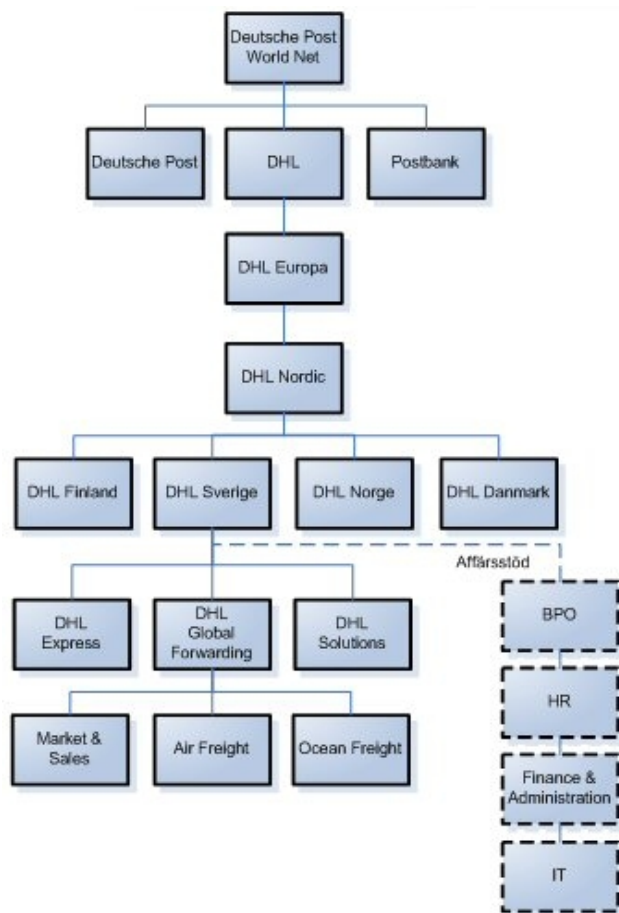 Deutsche Post
World Net
Deutsche Post
DHL
Postbank
DHL Europa
DHL Nordic
DHL Finland
DHL Sverige
DHL Norge
DHL Danmark
Affärsstöd
DHL
Express
DHL
Global
Forwarding
DHL
Solutions
BPO
HR
Market &
Sales
Air Freight
Ocean Freight
Finance &
Administration
IT